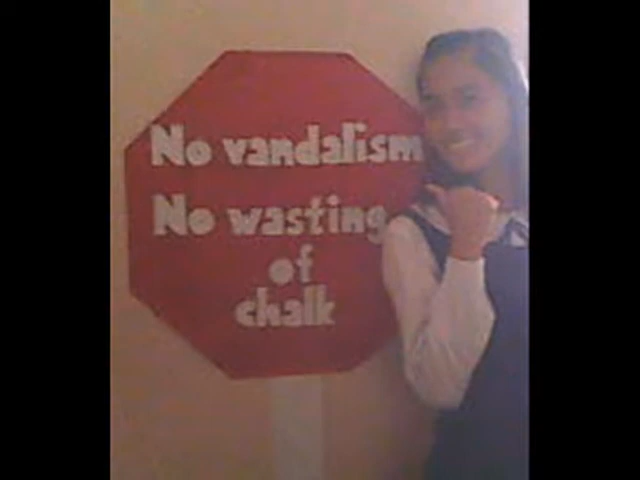 No vandalism
No wasting
of
chalk